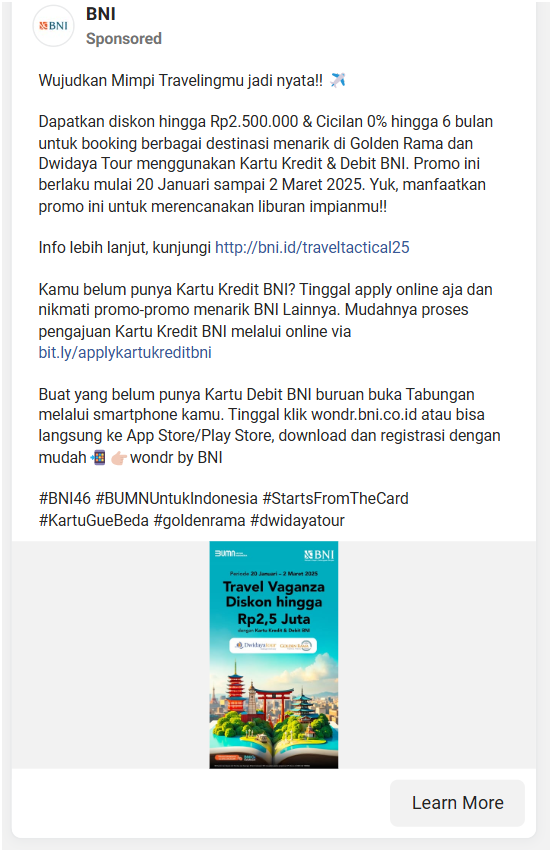 BNI
BNI
Sponsored
Wujudkan Mimpi Travelingmu jadi nyata!! ✈️
Dapatkan diskon hingga Rp2.500.000 & Cicilan 0% hingga 6 bulan
untuk booking berbagai destinasi menarik di Golden Rama dan
Dwidaya Tour menggunakan Kartu Kredit & Debit BNI. Promo ini
berlaku mulai 20 Januari sampai 2 Maret 2025. Yuk, manfaatkan
promo ini untuk merencanakan liburan impianmu!!
Info lebih lanjut, kunjungi http://bni.id/traveltactical25
Kamu belum punya Kartu Kredit BNI? Tinggal apply online aja dan
nikmati promo-promo menarik BNI Lainnya. Mudahnya proses
pengajuan Kartu Kredit BNI melalui online via
bit.ly/applykartukreditbni
Buat yang belum punya Kartu Debit BNI buruan buka Tabungan
melalui smartphone kamu. Tinggal klik wondr.bni.co.id atau bisa
langsung ke App Store/Play Store, download dan registrasi dengan
mudah 📲 👉🏻 wondr by BNI
#BNI46 #BUMNUntukIndonesia #StartsFromTheCard
#KartuGueBeda #goldenrama #dwidayatour
BUMN BNI
Periode 20 Januari - 2 Maret 2025
Travel Vaganza
Diskon hingga
Rp2,5 Juta
dengan Kartu Kredit & Debit BNI
Dwidayatour GOLDEN RAMA
Learn More